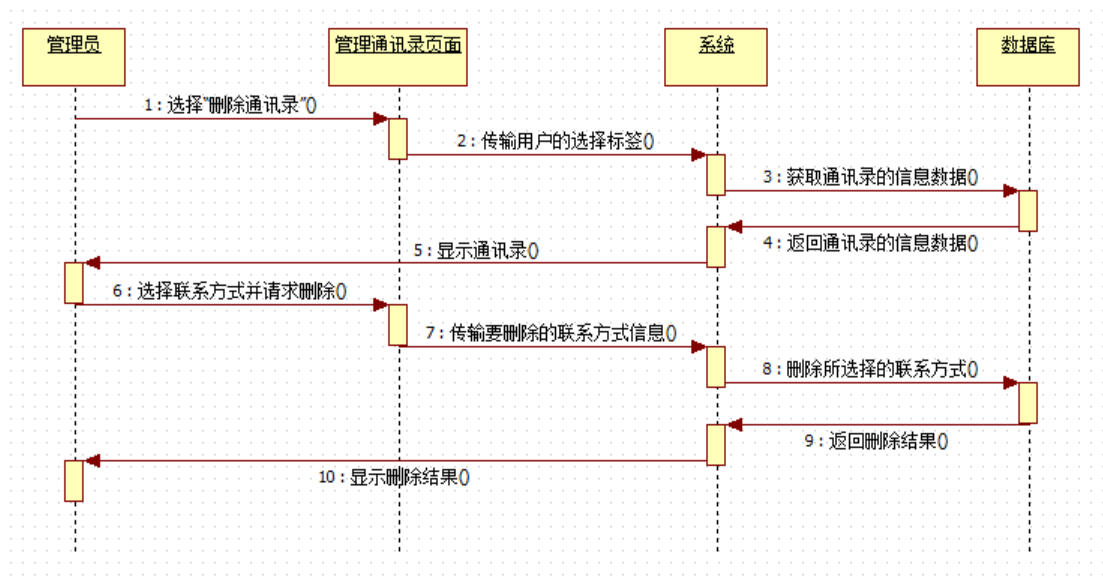 管理员
管理通讯录页面
系统
数据库
1 : 选择"删除通讯录"()
2 : 传输用户的选择标签()
3 : 获取通讯录的信息数据()
4 : 返回通讯录的信息数据()
5 : 显示通讯录()
6 : 选择联系方式并请求删除()
7 : 传输要删除的联系方式信息()
8 : 删除所选择的联系方式()
9 : 返回删除结果()
10 : 显示删除结果()